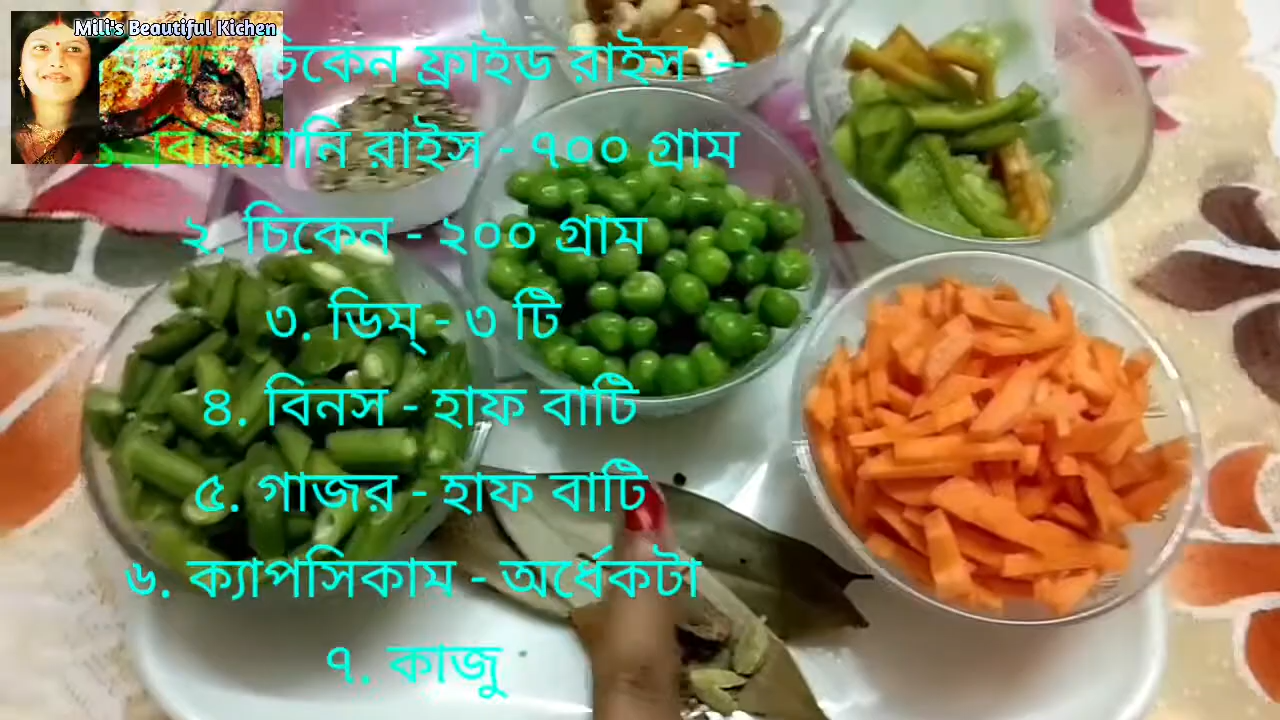 Mili's Beautiful Kichen
চিকেন ফ্রাইড রাইস :–
রাইস - ৭০০ গ্রাম
২. চিকেন - ২০০ গ্রাম
৩. ডিম্ - ৩ টি
৪. বিনস - হাফ বাটি
৫. গাজর - হাফ বাটি
৬. ক্যাপসিকাম - অর্ধেকটা
৭. কাজু